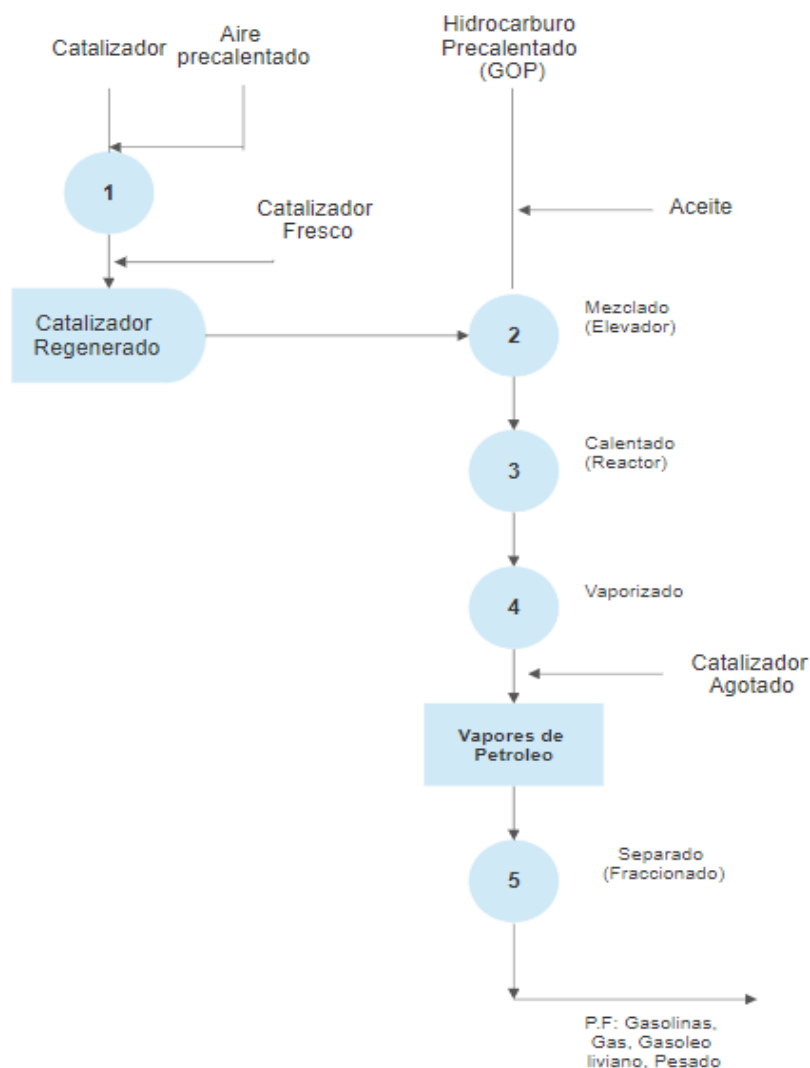 Catalizador
Aire
precalentado
Hidrocarburo
Precalentado
(GOP)
1
Catalizador
Fresco
Aceite
Catalizador
Regenerado
2
Mezclado
(Elevador)
3
Calentado
(Reactor)
4
Vaporizado
Catalizador
Agotado
Vapores de
Petroleo
5
Separado
(Fraccionado)
P.F: Gasolinas,
Gas, Gasoleo
liviano, Pesado